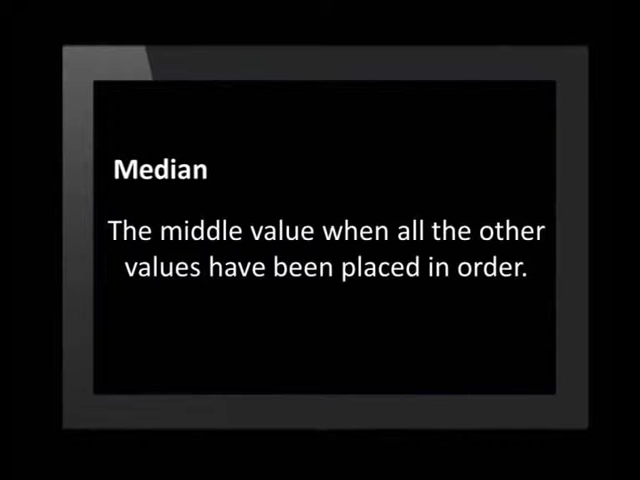 Median
The middle value when all the other
values have been placed in order.